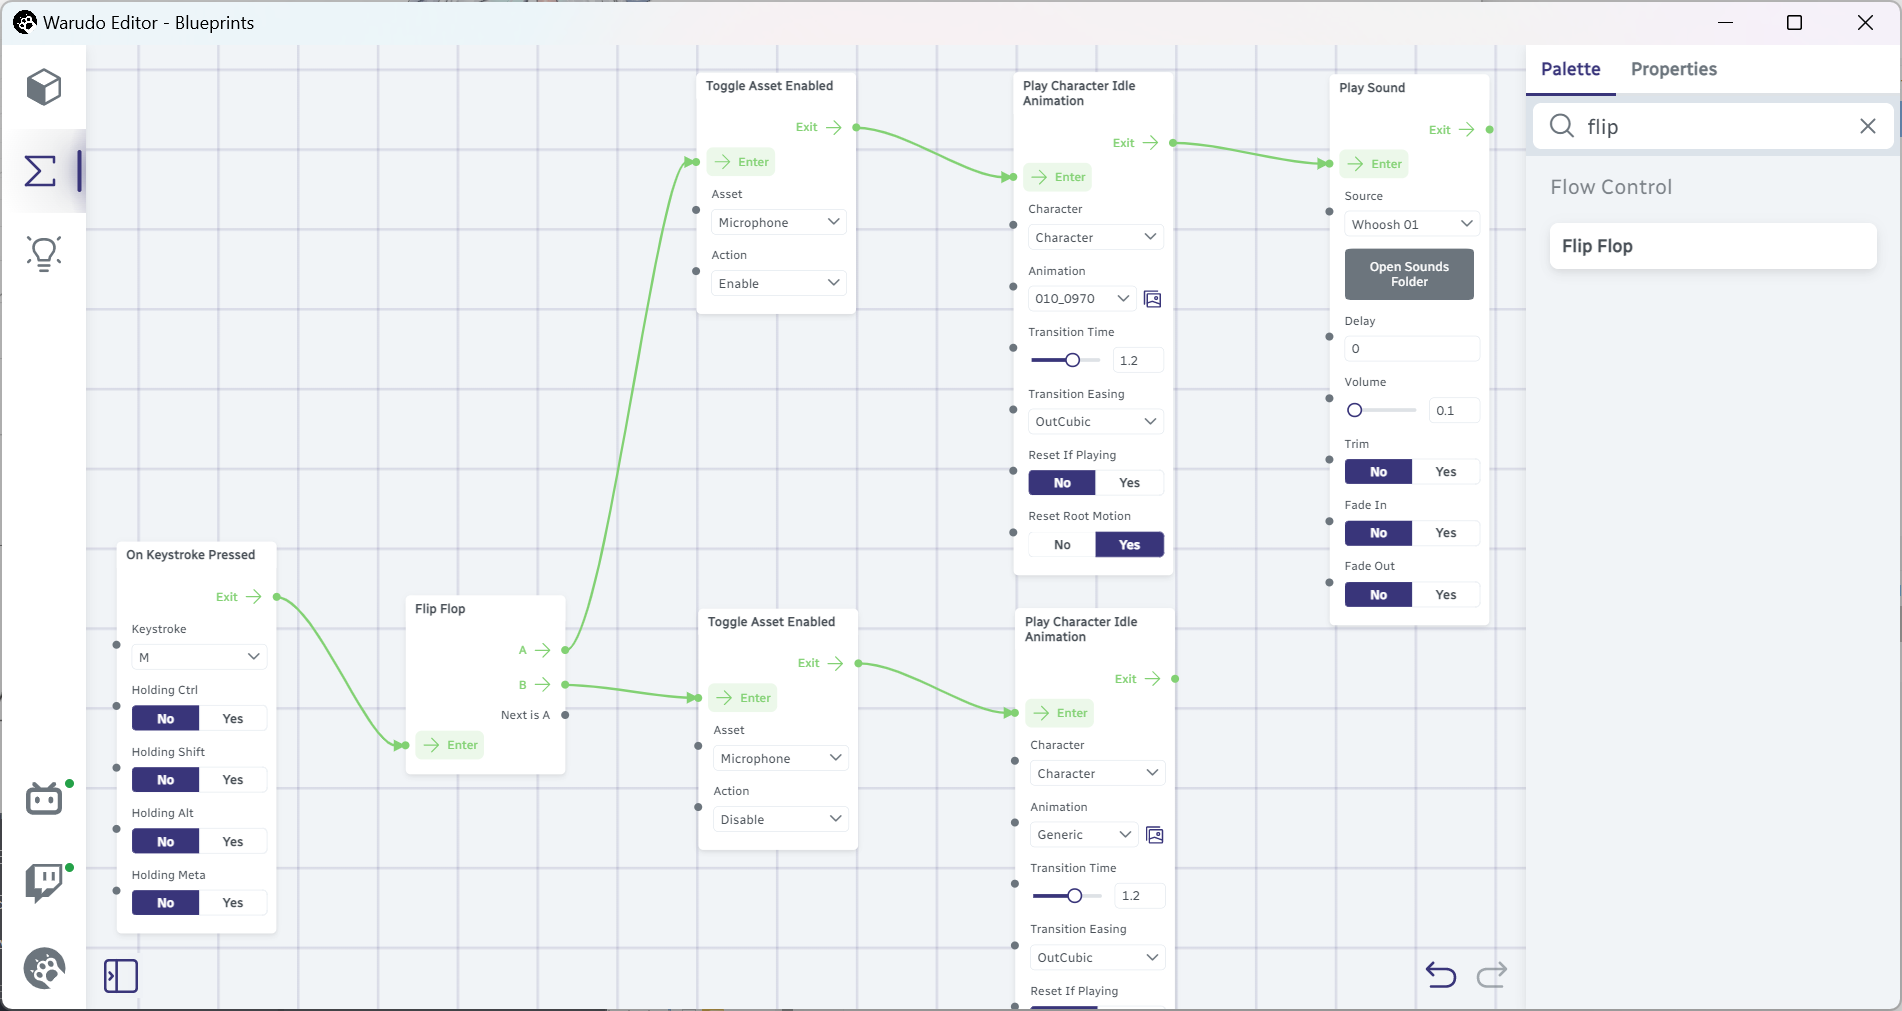 Warudo Editor - Blueprints
On Keystroke Pressed
Exit
Keystroke
M
Holding Ctrl
No Yes
Holding Shift
No Yes
Holding Alt
No Yes
Holding Meta
No Yes
Flip Flop
A
B
Next is A
Enter
Toggle Asset Enabled
Exit
Enter
Asset
Microphone
Action
Enable
Toggle Asset Enabled
Exit
Enter
Asset
Microphone
Action
Disable
Play Character Idle
Animation
Exit
Enter
Character
Character
Animation
010_0970
Transition Time
1.2
Transition Easing
OutCubic
Reset If Playing
No Yes
Reset Root Motion
No Yes
Play Character Idle
Animation
Exit
Enter
Character
Character
Animation
Generic
Transition Time
1.2
Transition Easing
OutCubic
Reset If Playing
Play Sound
Exit
Enter
Source
Whoosh 01
Open Sounds
Folder
Delay
0
Volume
0.1
Trim
No Yes
Fade In
No Yes
Fade Out
No Yes
Palette Properties
flip
Flow Control
Flip Flop